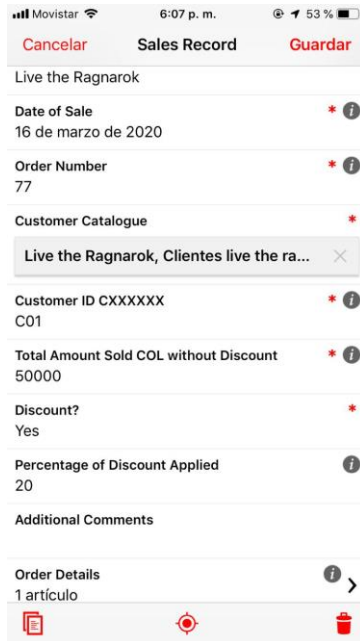 Movistar 6:07 p. m. 53 %
Cancelar Sales Record Guardar
Live the Ragnarok
Date of Sale *
16 de marzo de 2020
Order Number *
77
Customer Catalogue *
Live the Ragnarok, Clientes live the ra...
Customer ID CXXXXXX *
C01
Total Amount Sold COL without Discount *
50000
Discount? *
Yes
Percentage of Discount Applied
20
Additional Comments
Order Details
1 artículo